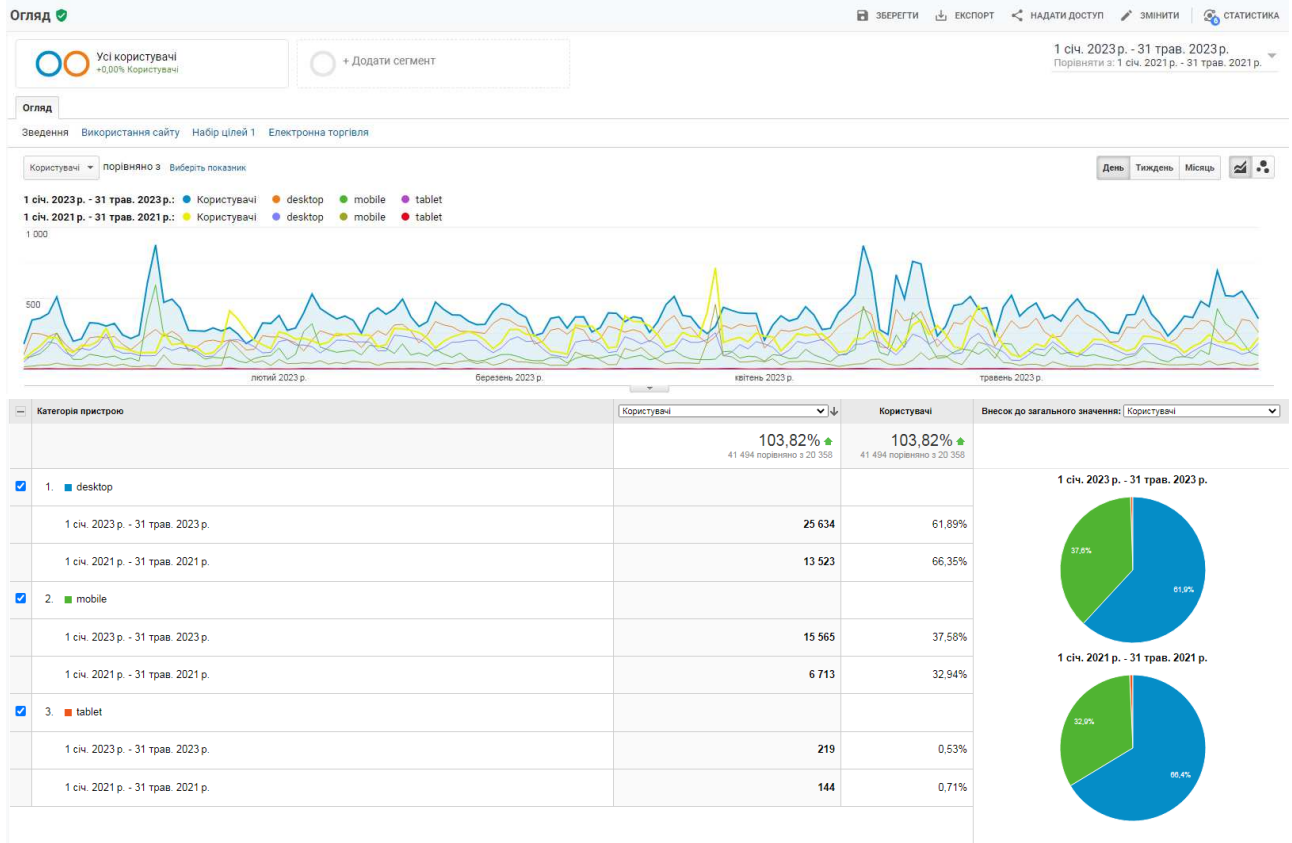 Огляд
ЗБЕРЕГТИ ЕКСПОРТ НАДАТИ ДОСТУП ЗМІНИТИ 6 СТАТИСТИКА
Усі користувачі
+0,00% Користувачі
+ Додати сегмент
1 січ. 2023 р. - 31 трав. 2023 р.
Порівняти з: 1 січ. 2021 р. - 31 трав. 2021 р.
Огляд
Зведення Використання сайту Набір цілей 1 Електронна торгівля
Користувачі порівняно з Виберіть показник
День Тиждень Місяць
1 січ. 2023 р. - 31 трав. 2023 р.: Користувачі desktop mobile tablet
1 січ. 2021 р. - 31 трав. 2021 р.: Користувачі desktop mobile tablet
1 000
500
лютий 2023 р. березень 2023 р. квітень 2023 р. травень 2023 р.
Категорія пристрою Користувачі Користувачі Внесок до загального значення: Користувачі
103,82% 103,82%
41 494 порівняно з 20 358 41 494 порівняно з 20 358
1. desktop
1 січ. 2023 р. - 31 трав. 2023 р. 25 634 61,89%
1 січ. 2021 р. - 31 трав. 2021 р. 13 523 66,35%
2. mobile
1 січ. 2023 р. - 31 трав. 2023 р. 15 565 37,58%
1 січ. 2021 р. - 31 трав. 2021 р. 6 713 32,94%
3. tablet
1 січ. 2023 р. - 31 трав. 2023 р. 219 0,53%
1 січ. 2021 р. - 31 трав. 2021 р. 144 0,71%
1 січ. 2023 р. - 31 трав. 2023 р.
37,6%
61,9%
1 січ. 2021 р. - 31 трав. 2021 р.
32,9%
66,4%